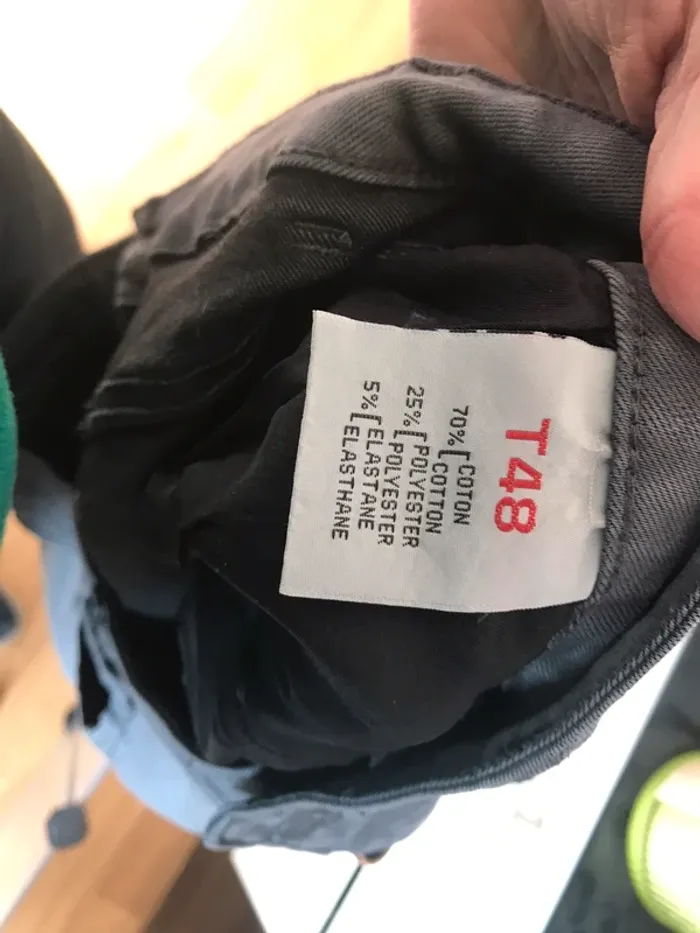 T48
70% [COTON
[COTTON
25% [POLYESTER
[POLYESTER
5% [ELASTANE
[ELASTHANE